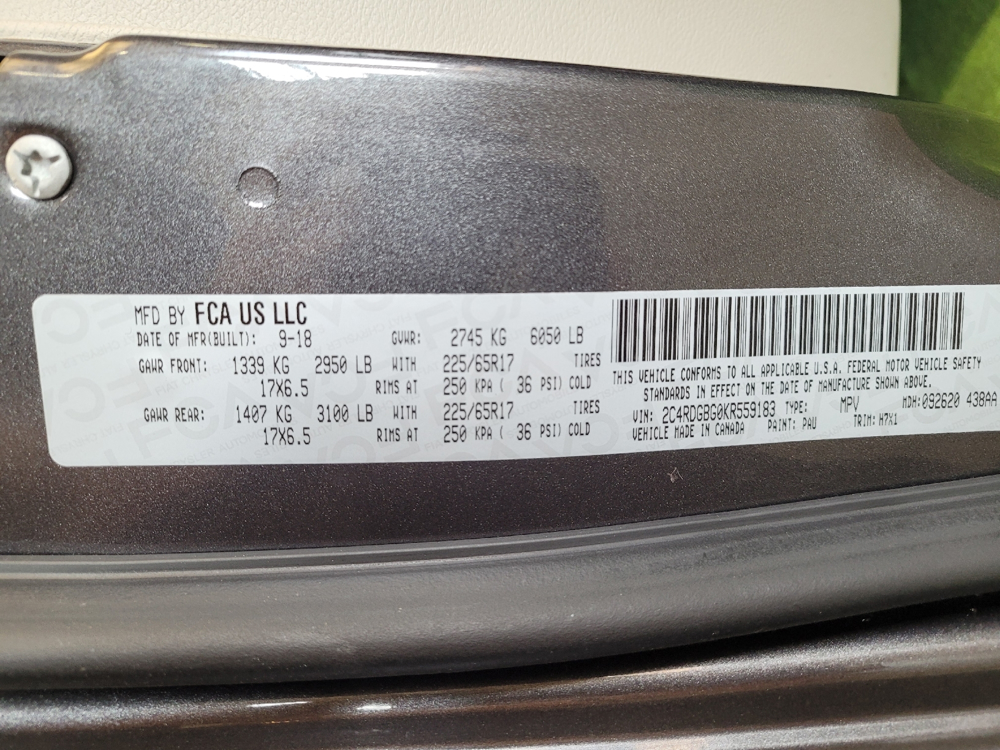 MFD BY FCA US LLC
DATE OF MFR(BUILT): 9-18 GVWR: 2745 KG 6050 LB
GAWR FRONT: 1339 KG 2950 LB WITH 225/65R17 TIRES
17X6.5 RIMS AT 250 KPA ( 36 PSI) COLD
GAWR REAR: 1407 KG 3100 LB WITH 225/65R17 TIRES
17X6.5 RIMS AT 250 KPA ( 36 PSI) COLD
THIS VEHICLE CONFORMS TO ALL APPLICABLE U.S.A. FEDERAL MOTOR VEHICLE SAFETY
STANDARDS IN EFFECT ON THE DATE OF MANUFACTURE SHOWN ABOVE.
VIN: 2C4RDGBG0KR559183 TYPE: MPV MDH: 092620 438AA
VEHICLE MADE IN CANADA PAINT: PAU TRIM: H7X1